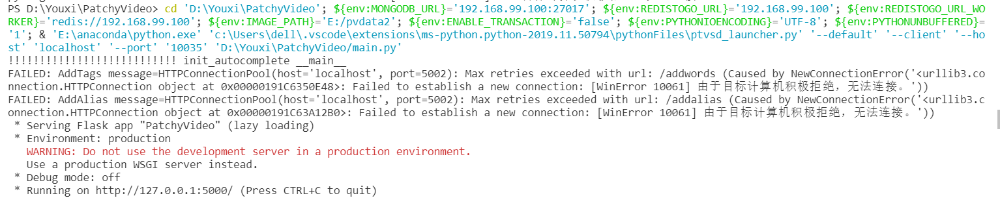 PS D:\Youxi\PatchyVideo> cd 'D:\Youxi\PatchyVideo'; ${env:MONGODB_URL}='192.168.99.100:27017'; ${env:REDISTOGO_URL}='192.168.99.100'; ${env:REDISTOGO_URL_WO
RKER}='redis://192.168.99.100'; ${env:IMAGE_PATH}='E:/pvdata2'; ${env:ENABLE_TRANSACTION}='false'; ${env:PYTHONIOENCODING}='UTF-8'; ${env:PYTHONUNBUFFERED}=
'1'; & 'E:\anaconda\python.exe' 'c:\Users\dell\.vscode\extensions\ms-python.python-2019.11.50794\pythonFiles\ptvsd_launcher.py' '--default' '--client' '--ho
st' 'localhost' '--port' '10035' 'D:\Youxi\PatchyVideo/main.py'
!!!!!!!!!!!!!!!!!!!!!!!!!!! init_autocomplete __main__
FAILED: AddTags message=HTTPConnectionPool(host='localhost', port=5002): Max retries exceeded with url: /addwords (Caused by NewConnectionError('<urllib3.co
nnection.HTTPConnection object at 0x00000191C6350E48>: Failed to establish a new connection: [WinError 10061] 由于目标计算机积极拒绝，无法连接。'))
FAILED: AddAlias message=HTTPConnectionPool(host='localhost', port=5002): Max retries exceeded with url: /addalias (Caused by NewConnectionError('<urllib3.c
onnection.HTTPConnection object at 0x00000191C63A12B0>: Failed to establish a new connection: [WinError 10061] 由于目标计算机积极拒绝，无法连接。'))
 * Serving Flask app "PatchyVideo" (lazy loading)
 * Environment: production
   WARNING: Do not use the development server in a production environment.
   Use a production WSGI server instead.
 * Debug mode: off
 * Running on http://127.0.0.1:5000/ (Press CTRL+C to quit)